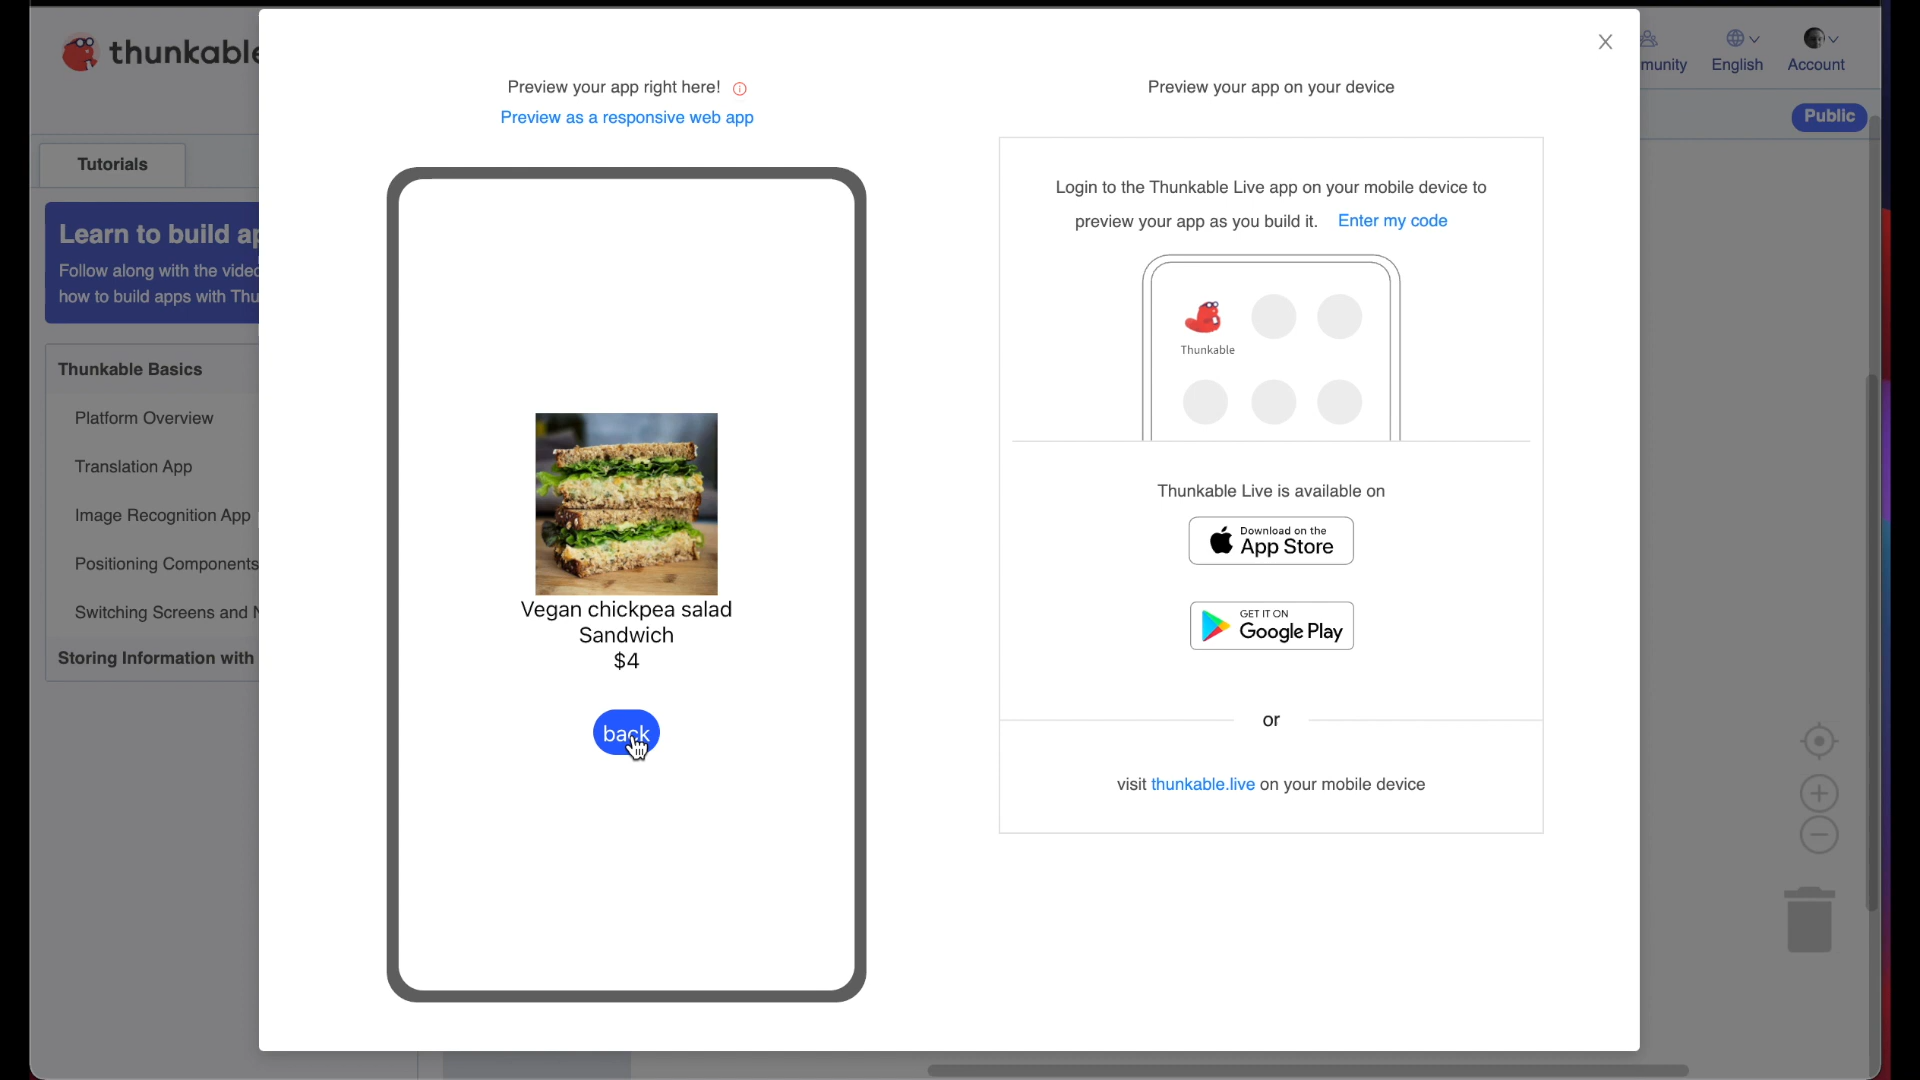 thunkable
munity
English
Account
Public
Tutorials
Learn to build
Follow along with the
how to build apps with
Thunkable Basics
Platform Overview
Translation App
Image Recognition App
Positioning Components
Switching Screens and
Storing Information with
X
Preview your app right here!
Preview as a responsive web app
Vegan chickpea salad
Sandwich
$4
back
Preview your app on your device
Login to the Thunkable Live app on your mobile device to
preview your app as you build it. Enter my code
Thunkable
Thunkable Live is available on
Download on the
App Store
GET IT ON
Google Play
or
visit thunkable.live on your mobile device